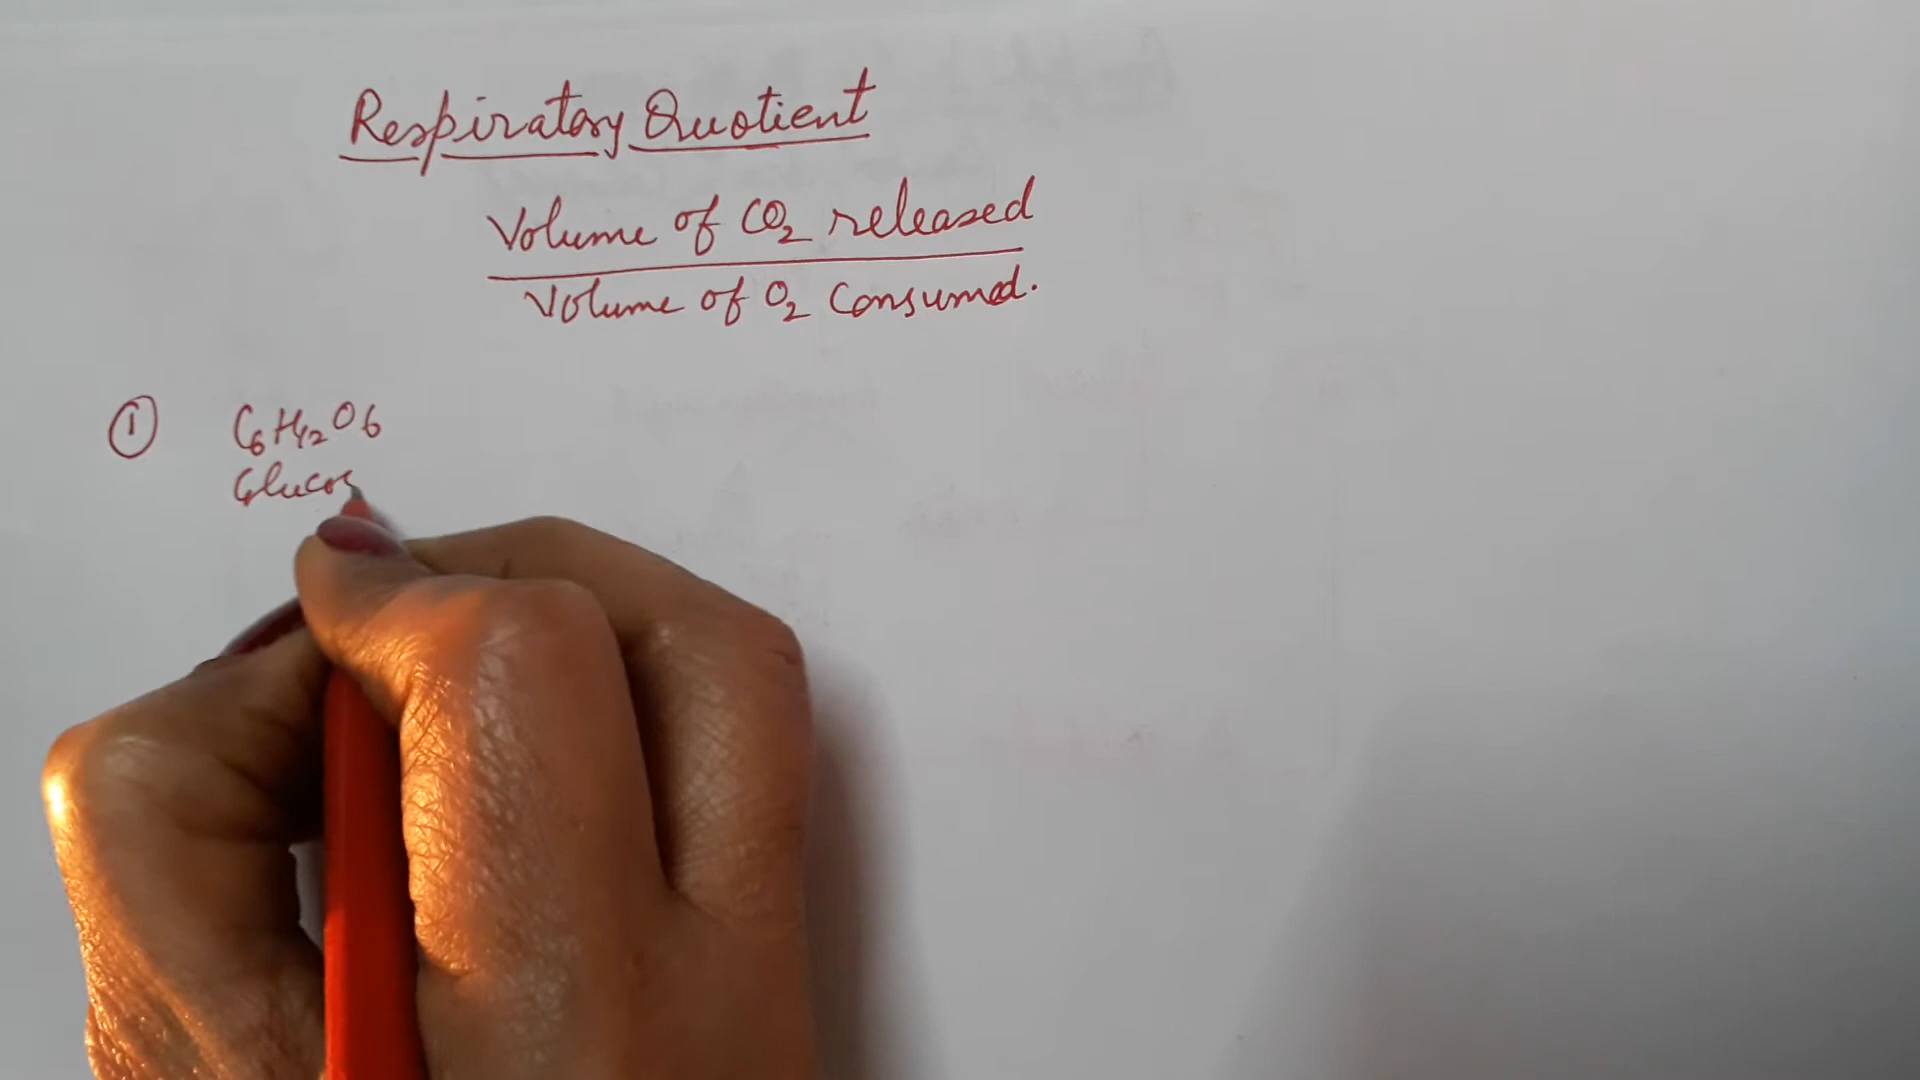 Respiratory Quotient
Volume of CO₂ released
Volume of O₂ Consumed.
① C₆H₁₂O₆
Glucos